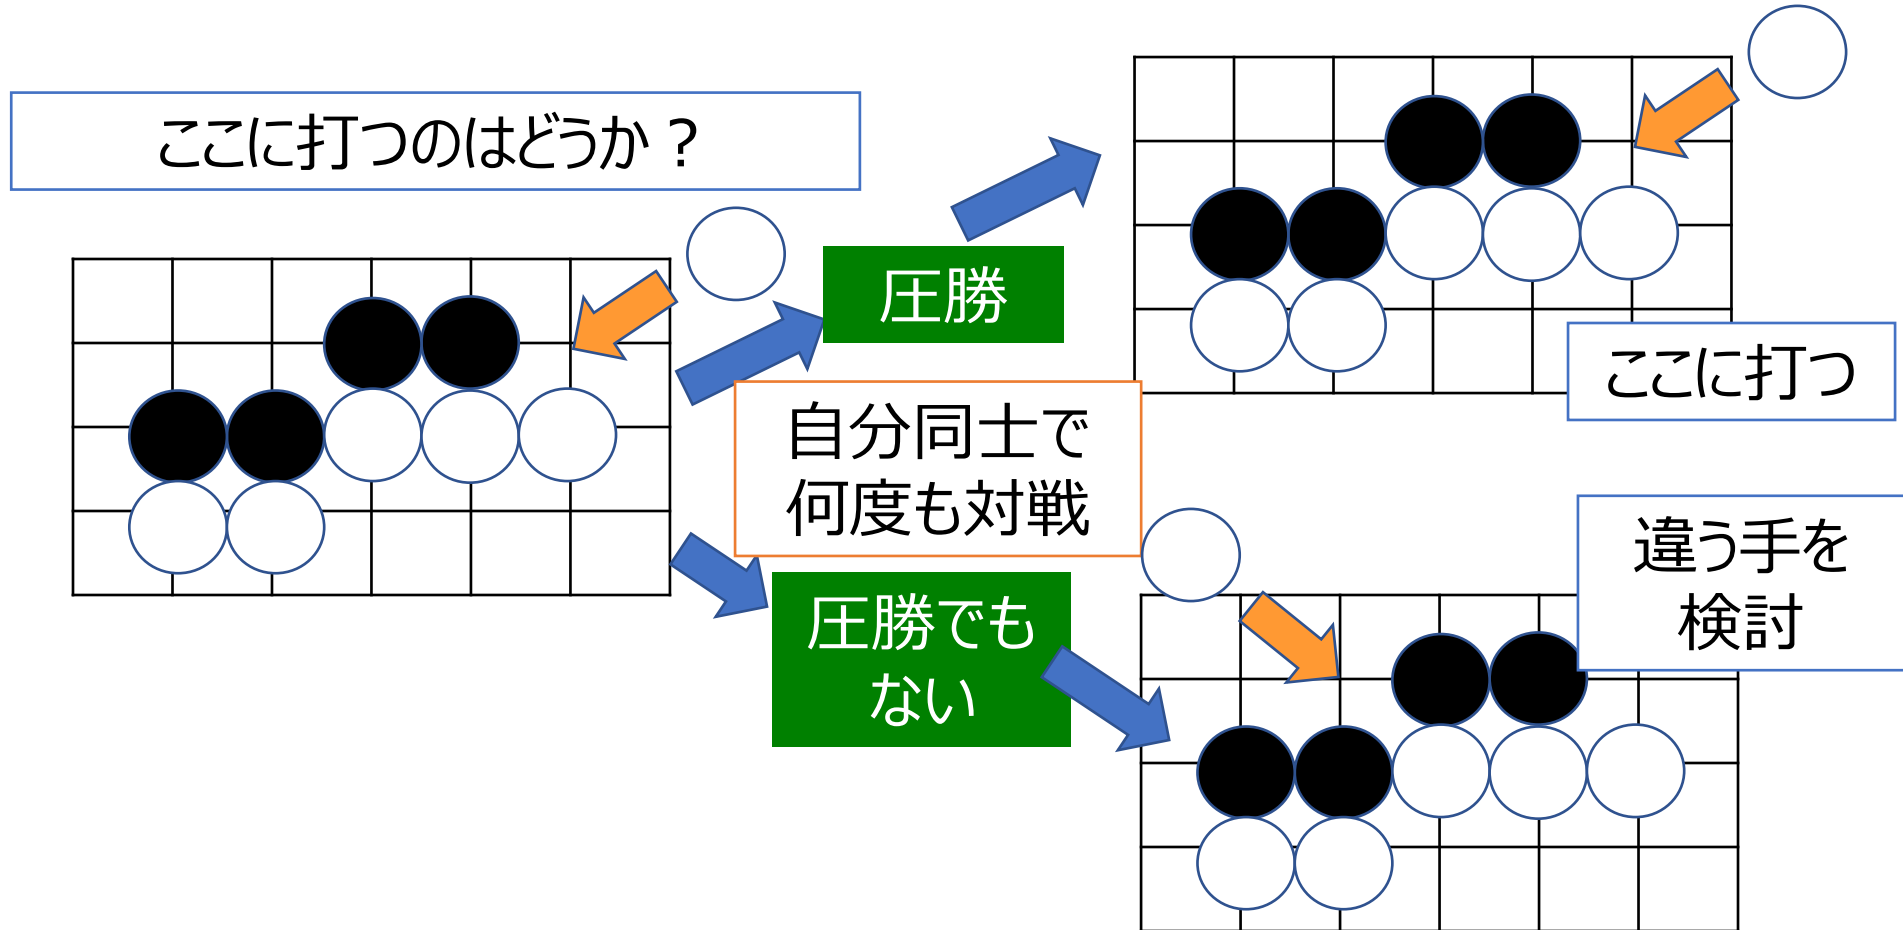 ここに打つのはどうか？
圧勝
自分同士で
何度も対戦
圧勝でも
ない
ここに打つ
違う手を
検討